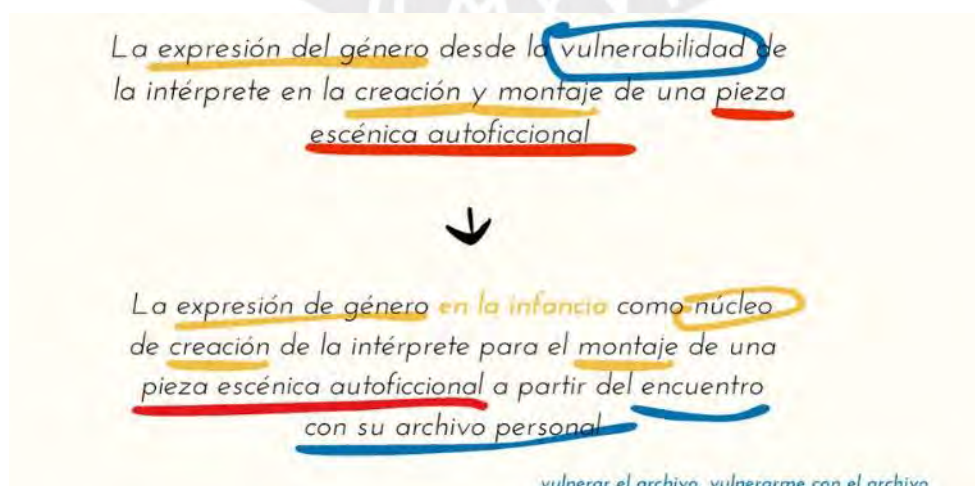 La expresión del género desde la vulnerabilidad de
la intérprete en la creación y montaje de una pieza
escénica autoficcional
La expresión de género en la infancia como núcleo
de creación de la intérprete para el montaje de una
pieza escénica autoficcional a partir del encuentro
con su archivo personal
vulnerar el archivo, vulnerarme con el archivo